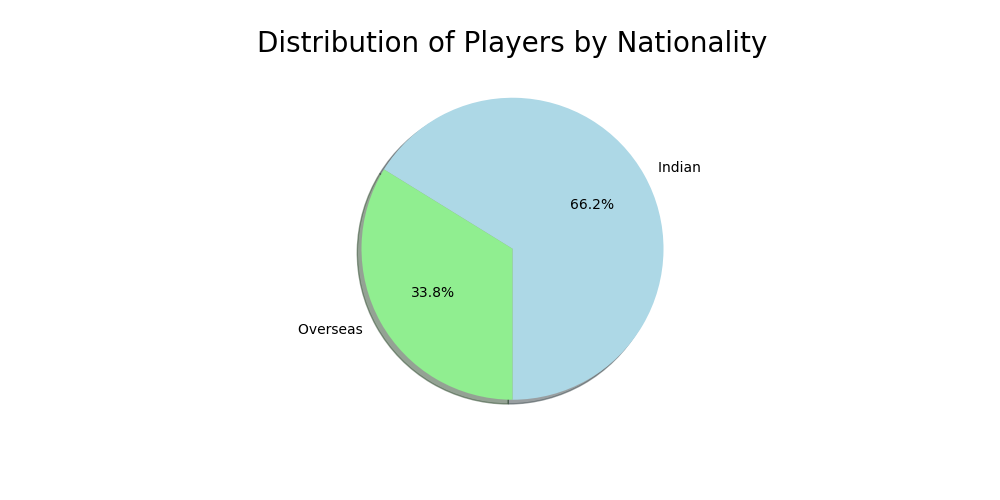 Distribution of Players by Nationality
Indian
66.2%
33.8%
Overseas